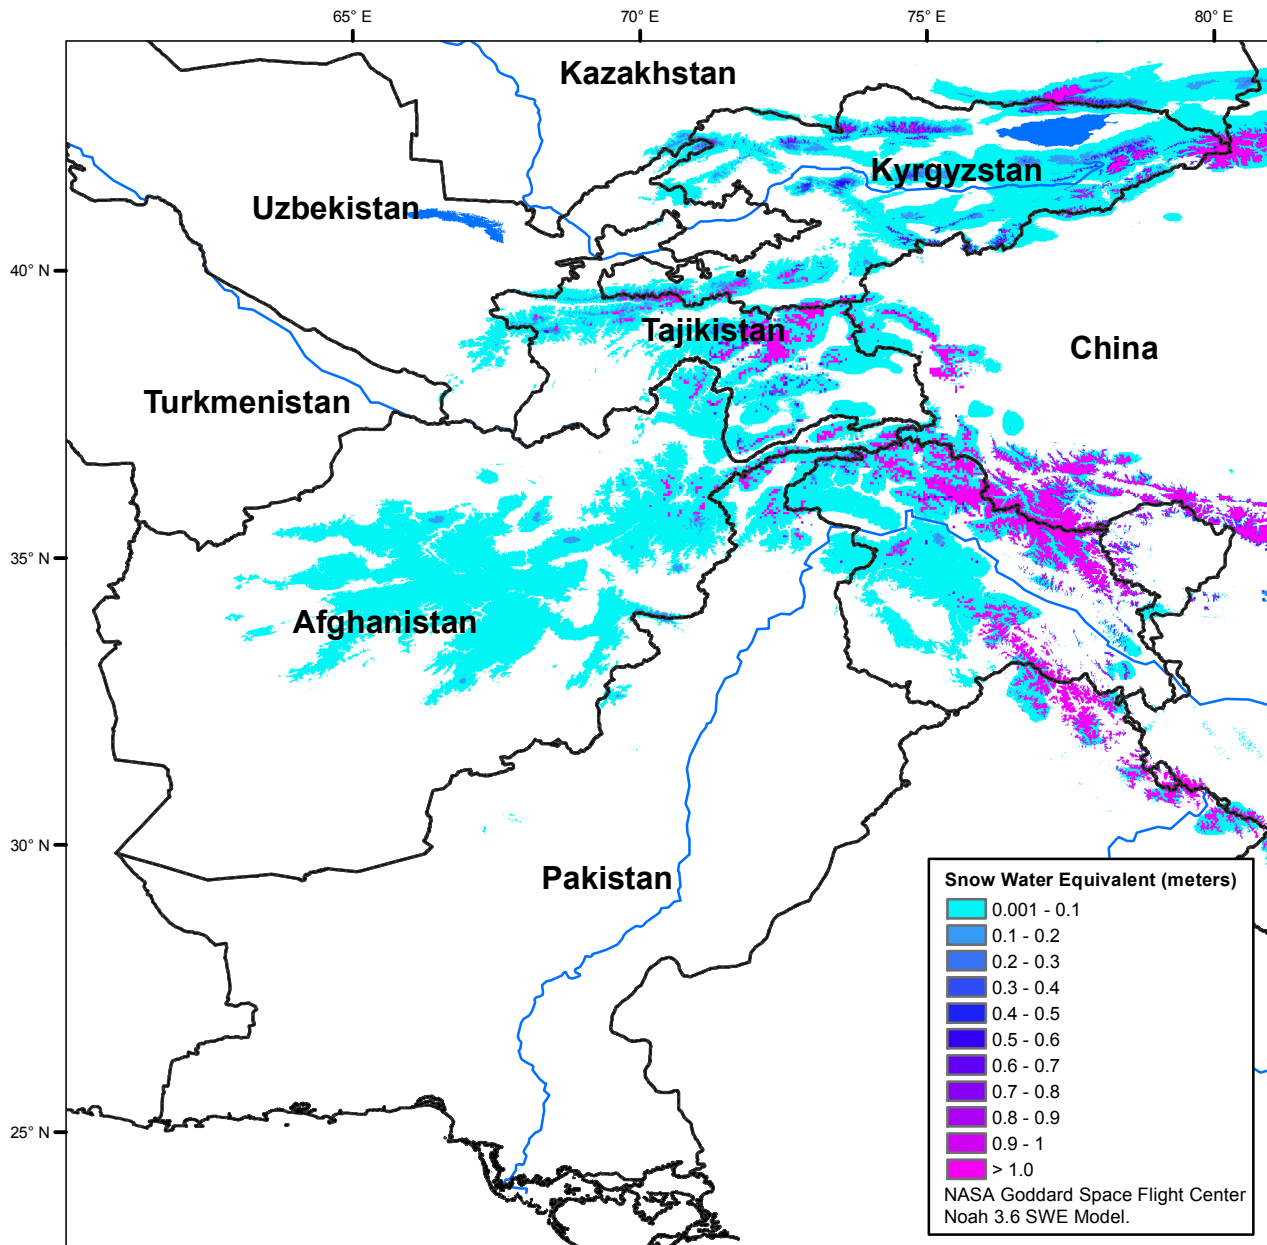 65° E
70° E
75° E
80° E
Kazakhstan
Kyrgyzstan
Uzbekistan
40° N
Tajikistan
China
Turkmenistan
35° N
Afghanistan
30° N
Pakistan
Snow Water Equivalent (meters)
0.001 - 0.1
0.1 - 0.2
0.2 - 0.3
0.3 - 0.4
0.4 - 0.5
0.5 - 0.6
0.6 - 0.7
0.7 - 0.8
0.8 - 0.9
0.9 - 1
> 1.0
NASA Goddard Space Flight Center
Noah 3.6 SWE Model.
25° N